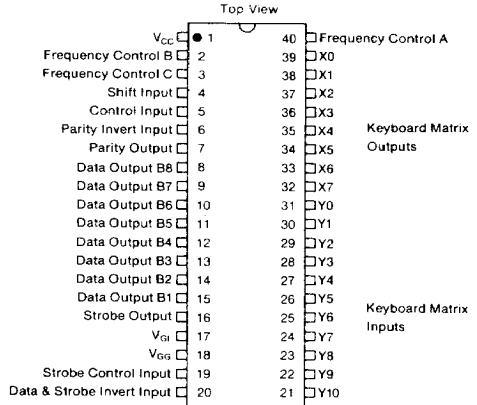 Top View
VCC 1 40 Frequency Control A
Frequency Control B 2 39 X0
Frequency Control C 3 38 X1
Shift Input 4 37 X2
Control Input 5 36 X3
Parity Invert Input 6 35 X4 Keyboard Matrix
Parity Output 7 34 X5 Outputs
Data Output B8 8 33 X6
Data Output B7 9 32 X7
Data Output B6 10 31 Y0
Data Output B5 11 30 Y1
Data Output B4 12 29 Y2
Data Output B3 13 28 Y3
Data Output B2 14 27 Y4
Data Output B1 15 26 Y5 Keyboard Matrix
Strobe Output 16 25 Y6 Inputs
VGI 17 24 Y7
VGG 18 23 Y8
Strobe Control Input 19 22 Y9
Data & Strobe Invert Input 20 21 Y10